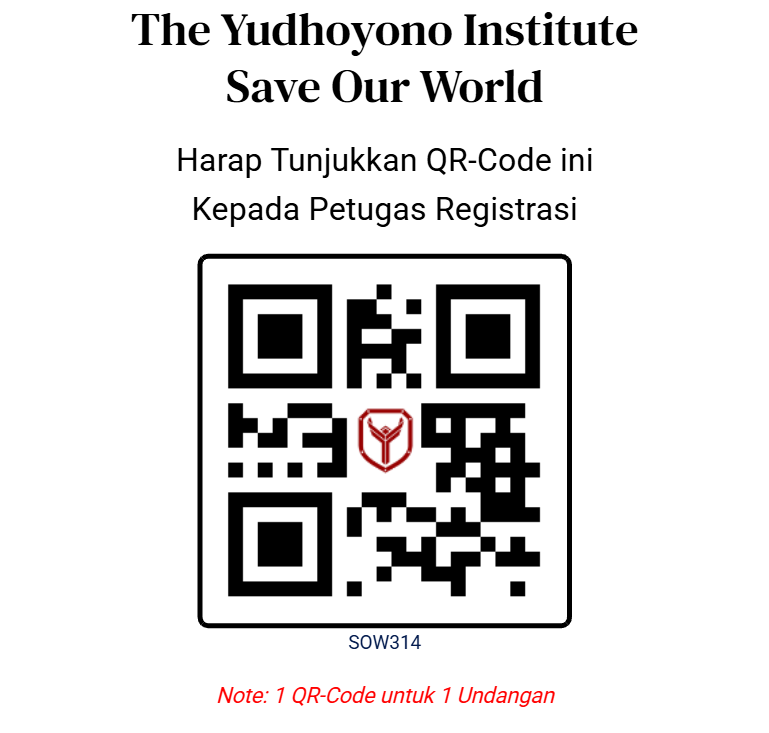 The Yudhoyono Institute
Save Our World
Harap Tunjukkan QR-Code ini
Kepada Petugas Registrasi
SOW314
Note: 1 QR-Code untuk 1 Undangan